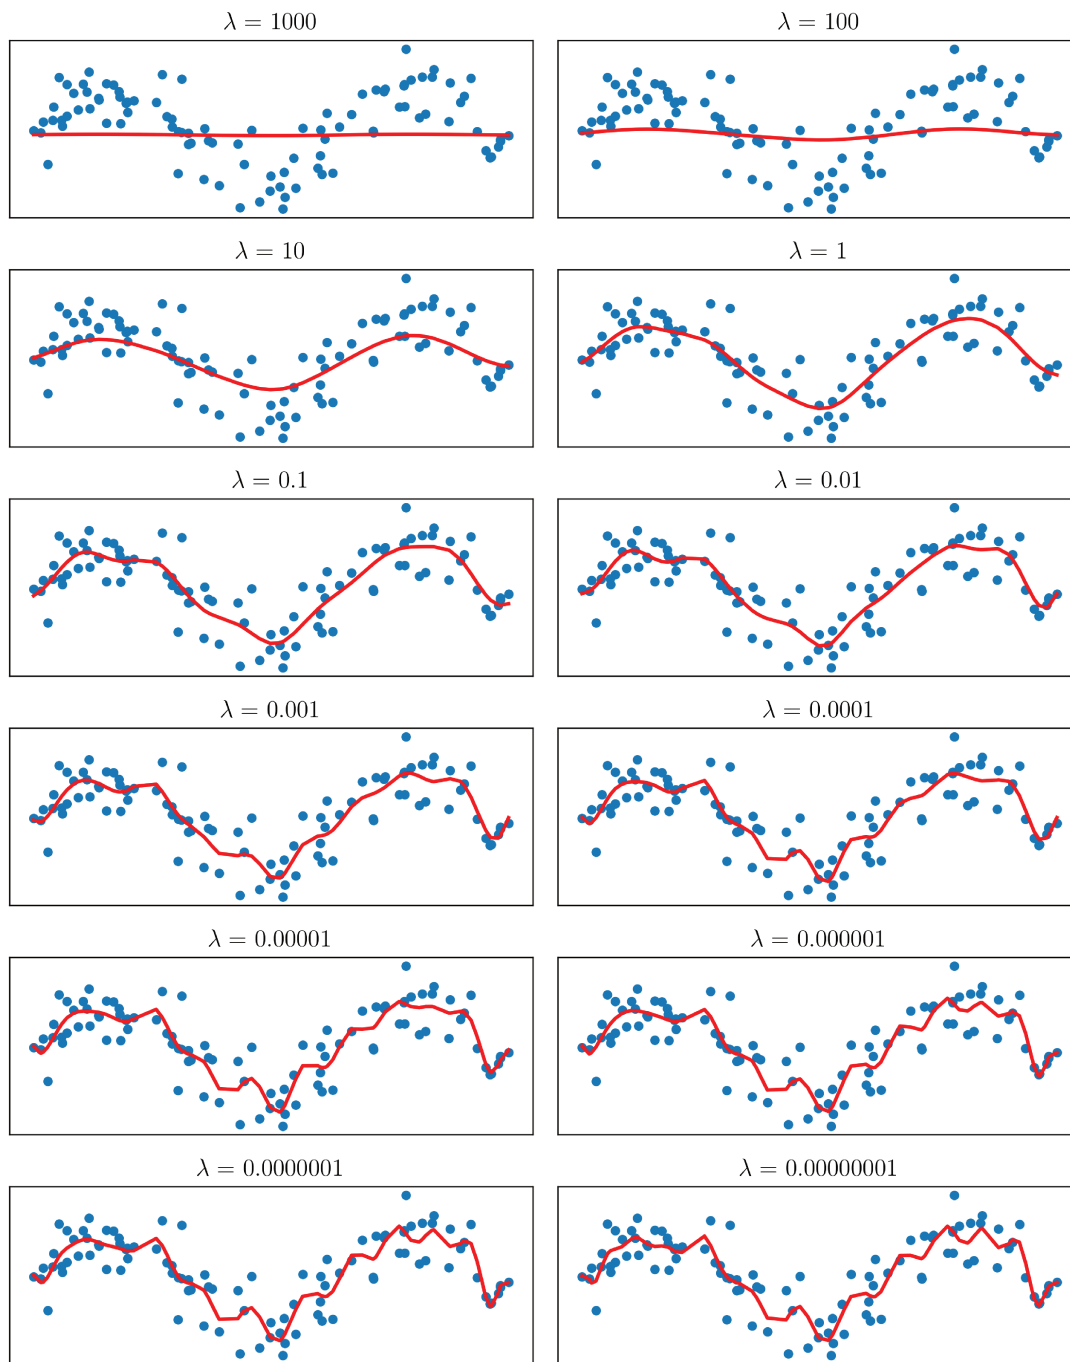 λ = 1000
λ = 100
λ = 10
λ = 1
λ = 0.1
λ = 0.01
λ = 0.001
λ = 0.0001
λ = 0.00001
λ = 0.000001
λ = 0.0000001
λ = 0.00000001